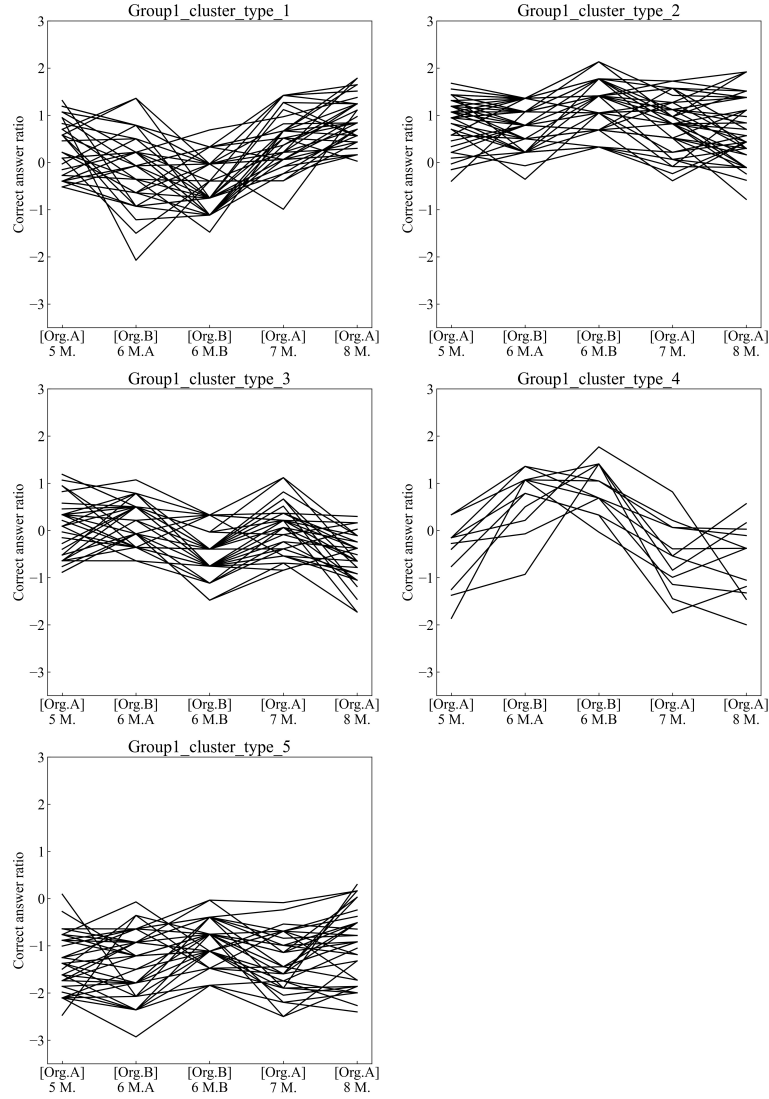 Group1_cluster_type_1
3
2
1
0
−1
−2
−3
Correct answer ratio
[Org.A] [Org.B] [Org.B] [Org.A] [Org.A]
5 M. 6 M.A 6 M.B 7 M. 8 M.
Group1_cluster_type_2
3
2
1
0
−1
−2
−3
Correct answer ratio
[Org.A] [Org.B] [Org.B] [Org.A] [Org.A]
5 M. 6 M.A 6 M.B 7 M. 8 M.
Group1_cluster_type_3
3
2
1
0
−1
−2
−3
Correct answer ratio
[Org.A] [Org.B] [Org.B] [Org.A] [Org.A]
5 M. 6 M.A 6 M.B 7 M. 8 M.
Group1_cluster_type_4
3
2
1
0
−1
−2
−3
Correct answer ratio
[Org.A] [Org.B] [Org.B] [Org.A] [Org.A]
5 M. 6 M.A 6 M.B 7 M. 8 M.
Group1_cluster_type_5
3
2
1
0
−1
−2
−3
Correct answer ratio
[Org.A] [Org.B] [Org.B] [Org.A] [Org.A]
5 M. 6 M.A 6 M.B 7 M. 8 M.